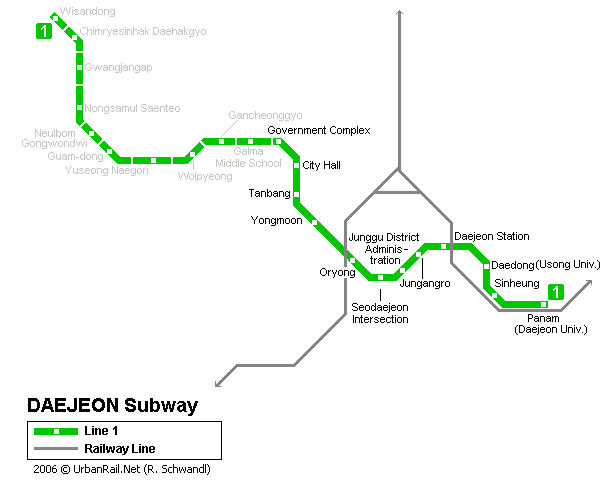 Wisandong
1
Chimryesinhak Daehakgyo
Gwangjangap
Nongsamul Saenteo
Neulbom
Gongwondwi
Guam-dong
Yuseong Naegori
Wolpyeong
Gancheonggyo
Galma
Middle School
Government Complex
City Hall
Tanbang
Yongmoon
Oryong
Junggu District
Adminis-
tration
Seodaejeon
Intersection
Jungangro
Daejeon Station
Daedong (Usong Univ.)
Sinheung
1
Panam
(Daejeon Univ.)
DAEJEON Subway
Line 1
Railway Line
2006 © UrbanRail.Net (R. Schwandl)